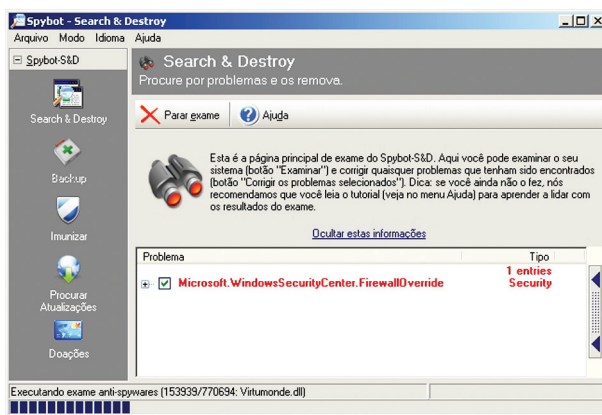 Spybot - Search & Destroy
Arquivo Modo Idioma Ajuda
Spybot-S&D
Search & Destroy
Procure por problemas e os remova.
Parar exame Ajuda
Search & Destroy
Backup
Imunizar
Procurar
Atualizações
Doações
Esta é a página principal de exame do Spybot-S&D. Aqui você pode examinar o seu
sistema (botão "Examinar") e corrigir quaisquer problemas que tenham sido encontrados
(botão "Corrigir os problemas selecionados"). Dica: se você ainda não o fez, nós
recomendamos que você leia o tutorial (veja no menu Ajuda) para aprender a lidar com
os resultados do exame.
Ocultar estas informações
Problema Tipo
1 entries
Microsoft.WindowsSecurityCenter.FirewallOverride Security
Executando exame anti-spywares (153939/770694: Virtumonde.dll)